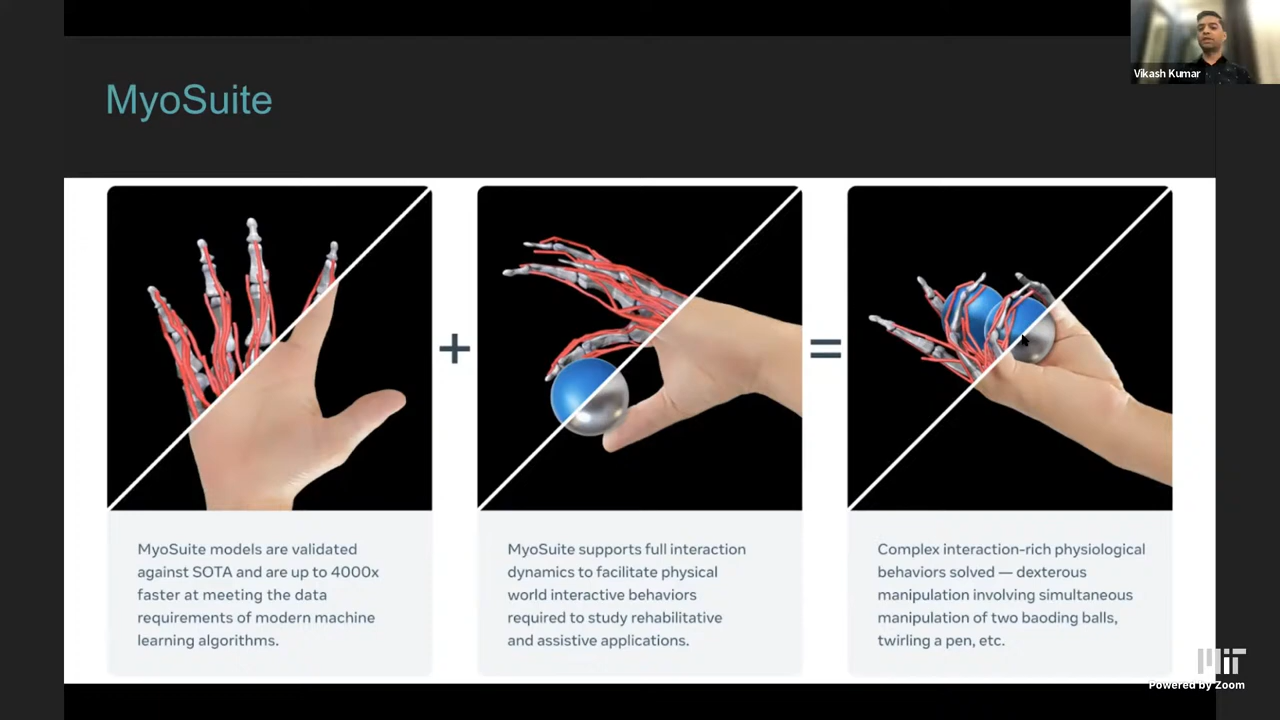 Vikash Kumar
MyoSuite
+
=
MyoSuite models are validated
against SOTA and are up to 4000x
faster at meeting the data
requirements of modern machine
learning algorithms.
MyoSuite supports full interaction
dynamics to facilitate physical
world interactive behaviors
required to study rehabilitative
and assistive applications.
Complex interaction-rich physiological
behaviors solved — dexterous
manipulation involving simultaneous
manipulation of two baoding balls,
twirling a pen, etc.
MIT
Powered by Zoom